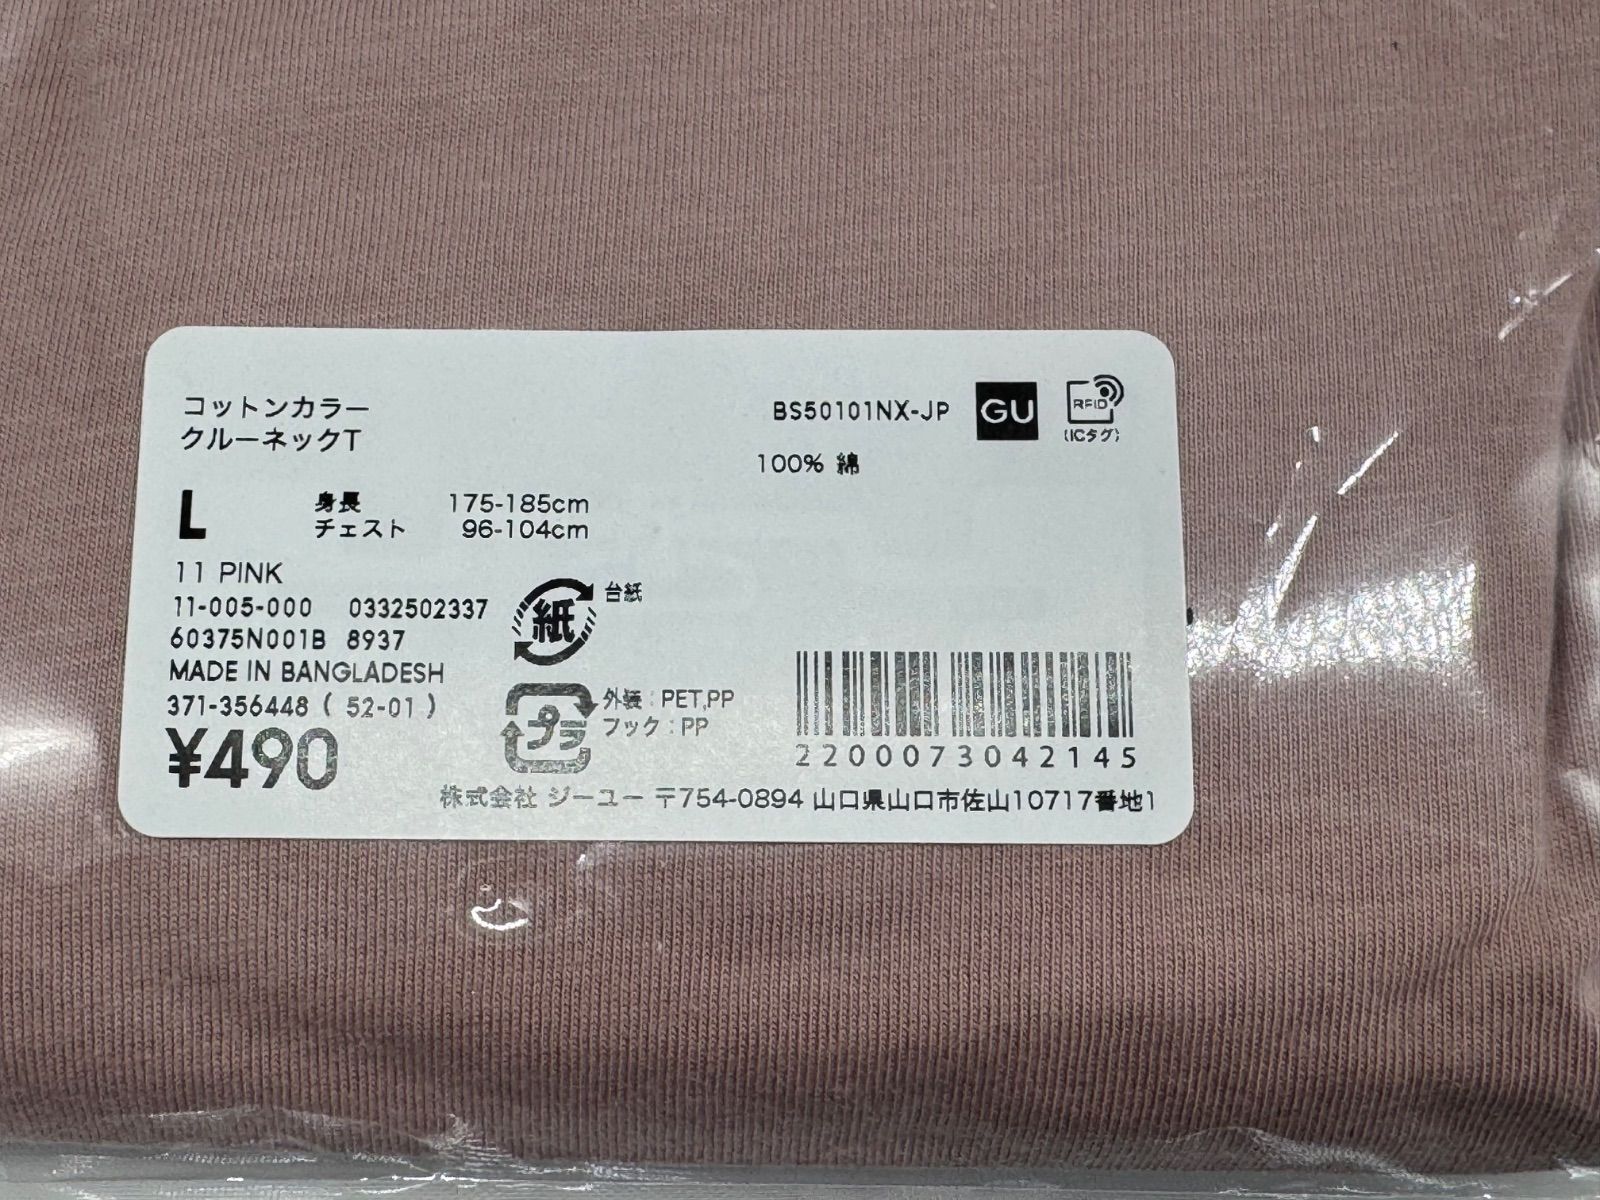 コットンカラー
クルーネックT
BS50101NX-JP
GU
RFID
(ICタグ)
100% 綿
L
身長 175-185cm
チェスト 96-104cm
11 PINK
11-005-000 0332502337
60375N001B 8937
MADE IN BANGLADESH
371-356448 ( 52-01 )
¥490
紙
台紙
プラ
外装:PET,PP
フック:PP
2200073042145
株式会社 ジーユー 〒754-0894 山口県山口市佐山10717番地1